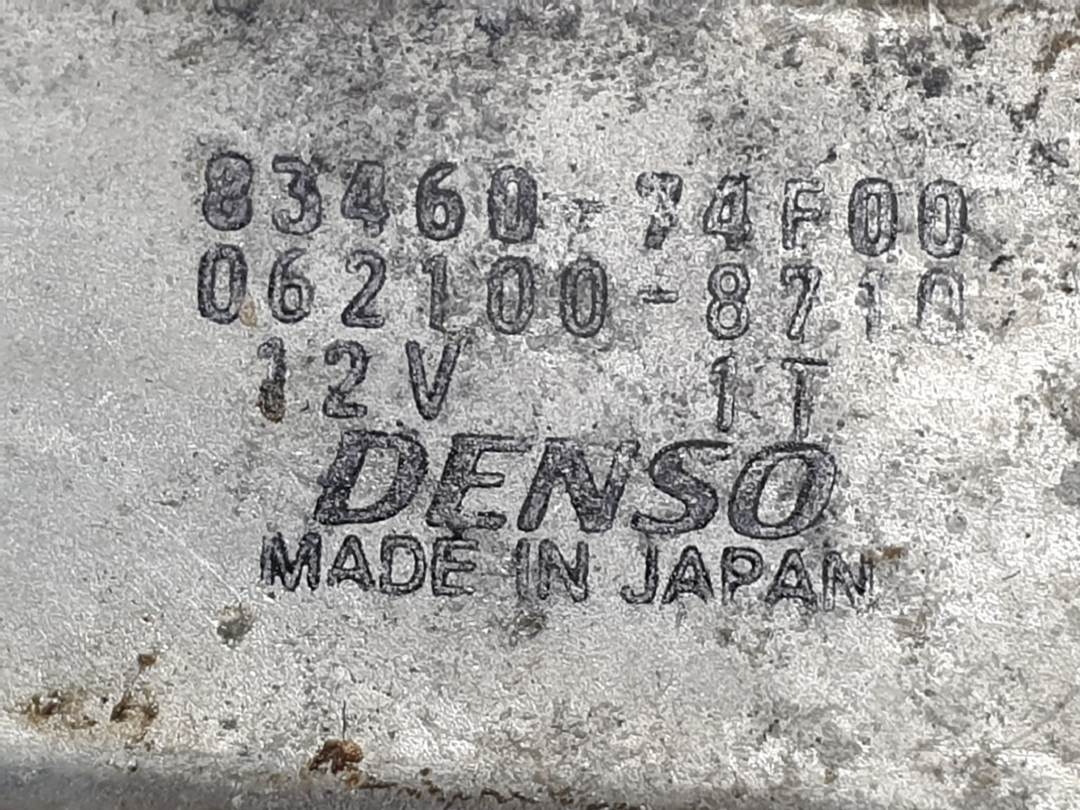 83460-74F00
062100-8710
12V 1T
DENSO
MADE IN JAPAN